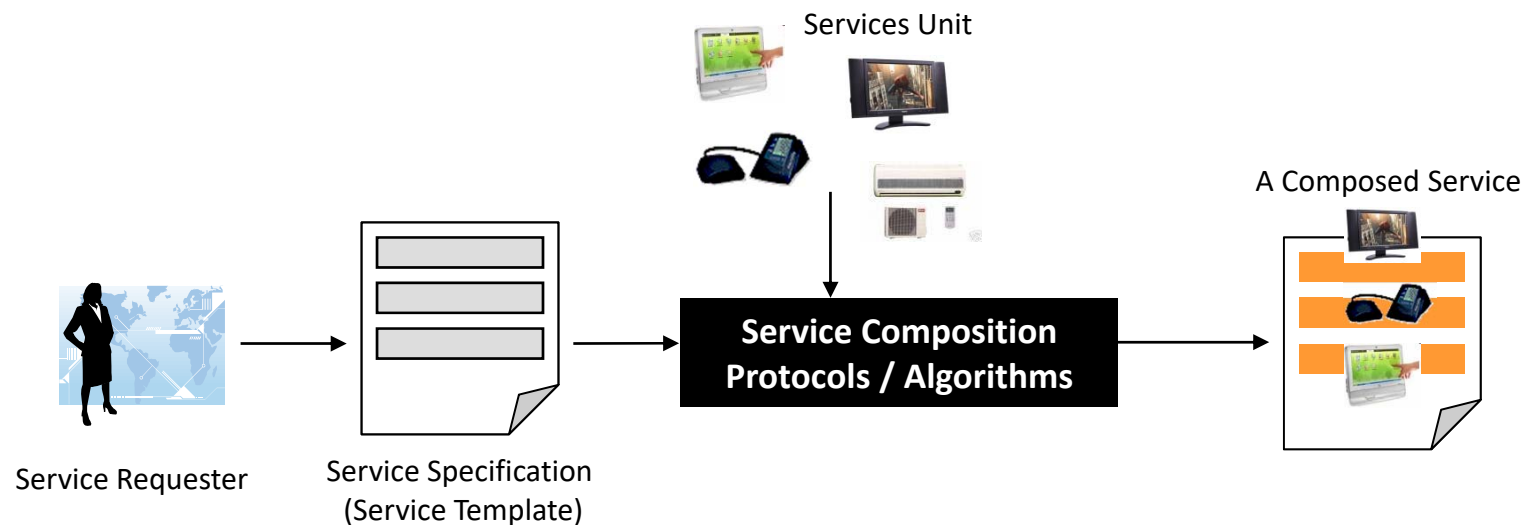 Services Unit
A Composed Service
Service Composition
Protocols / Algorithms
Service Requester
Service Specification
(Service Template)